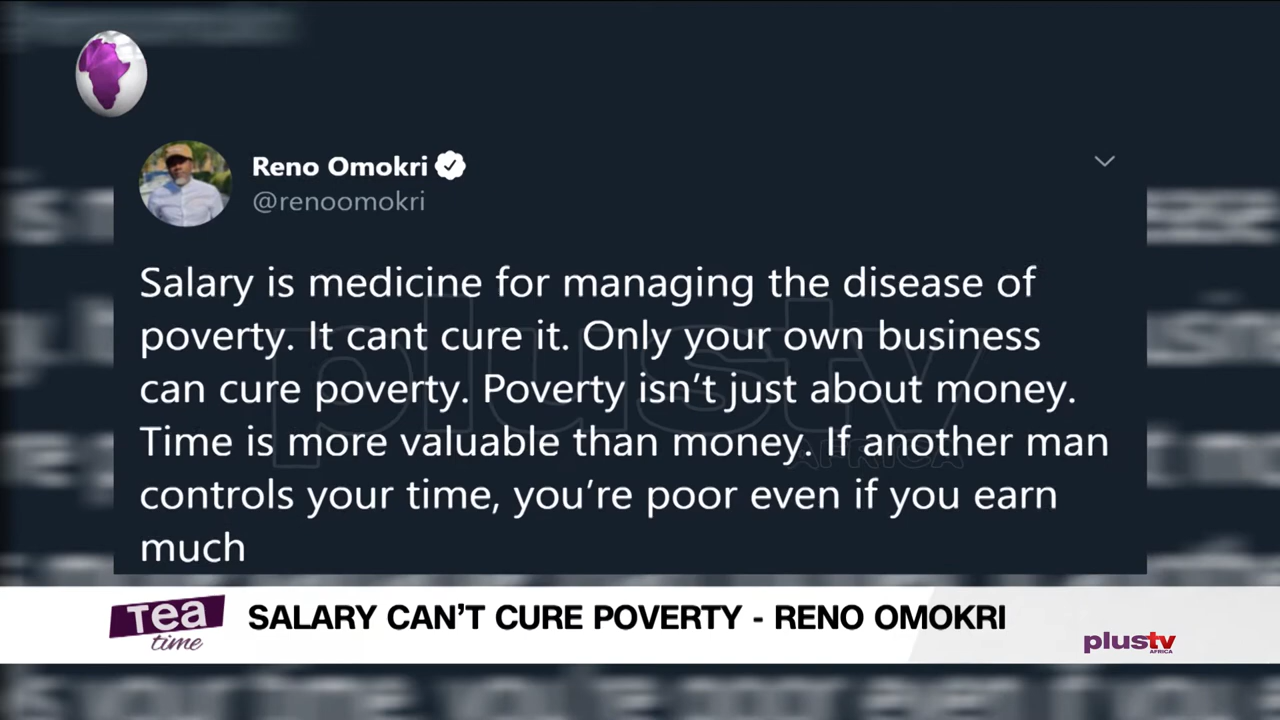 Reno Omokri
@renoomokri
Salary is medicine for managing the disease of
poverty. It cant cure it. Only your own business
can cure poverty. Poverty isn't just about money.
Time is more valuable than money. If another man
controls your time, you're poor even if you earn
much
plustv
AFRICA
Tea
time
SALARY CAN'T CURE POVERTY - RENO OMOKRI
plustv
AFRICA